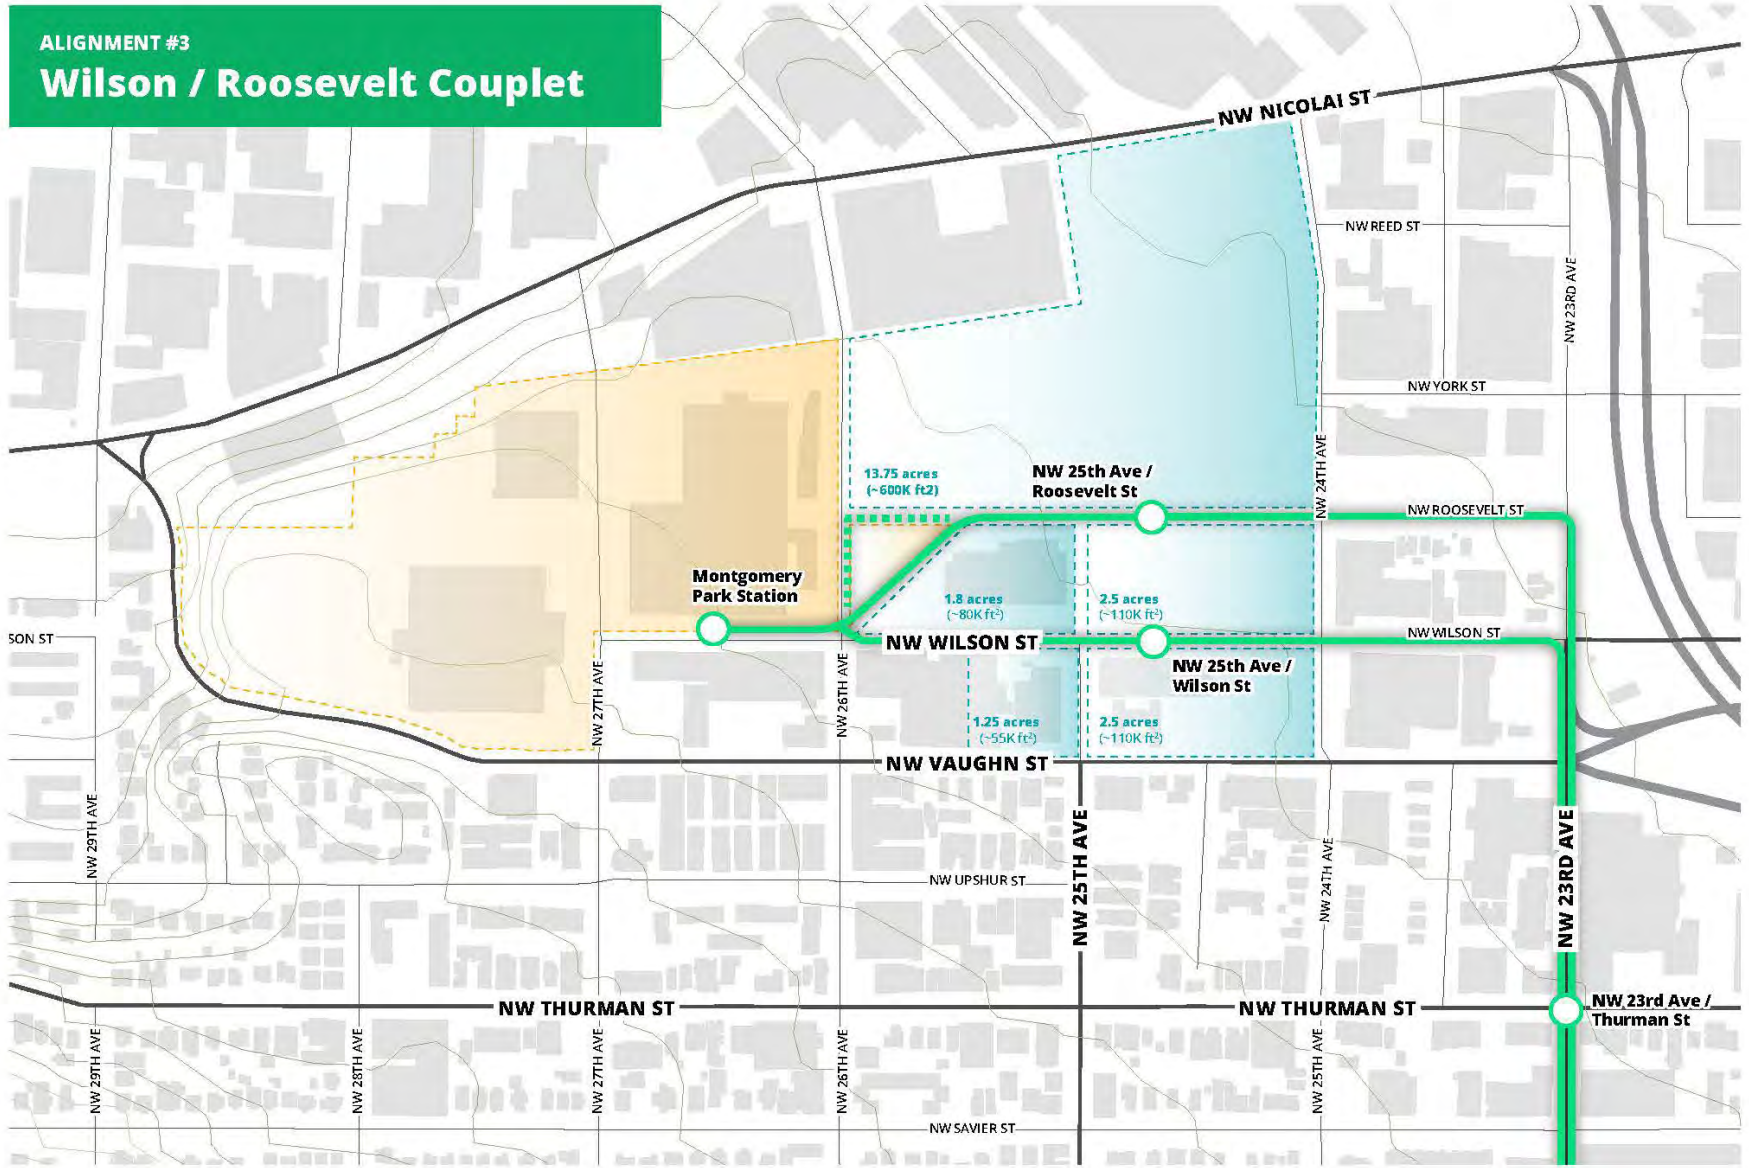 ALIGNMENT #3
Wilson / Roosevelt Couplet
NW NICOLAI ST
NW REED ST
NW 23RD AVE
NW YORK ST
NW 24TH AVE
13.75 acres
(~600K ft2)
NW 25th Ave /
Roosevelt St
NW ROOSEVELT ST
Montgomery
Park Station
1.8 acres
(~80K ft²)
2.5 acres
(~110K ft²)
SON ST
NW WILSON ST
NW WILSON ST
NW 25th Ave /
Wilson St
NW 27TH AVE
NW 26TH AVE
1.25 acres
(~55K ft²)
2.5 acres
(~110K ft²)
NW VAUGHN ST
NW 29TH AVE
NW 25TH AVE
NW 24TH AVE
NW 23RD AVE
NW UPSHUR ST
NW THURMAN ST
NW THURMAN ST
NW 23rd Ave /
Thurman St
NW 29TH AVE
NW 28TH AVE
NW 27TH AVE
NW 26TH AVE
NW 25TH AVE
NW SAVIER ST